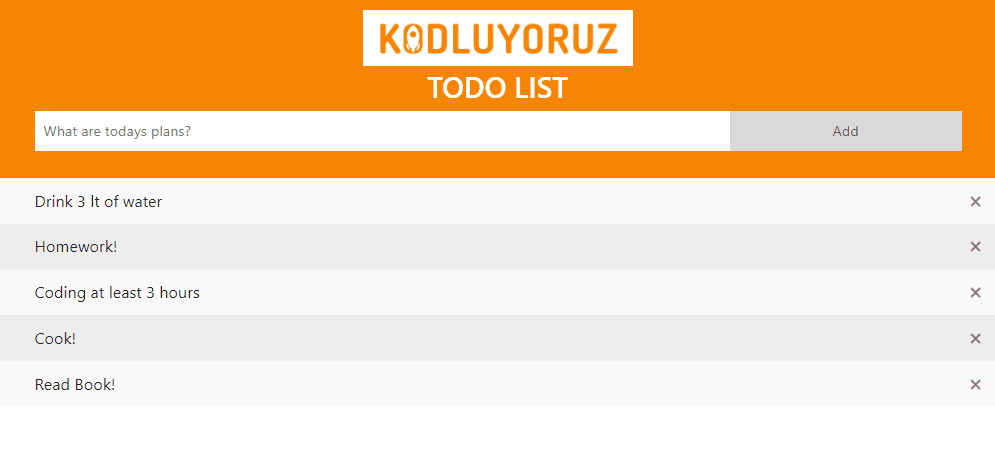 KODLUYORUZ
TODO LIST
What are todays plans?
Add
Drink 3 lt of water ×
Homework! ×
Coding at least 3 hours ×
Cook! ×
Read Book! ×